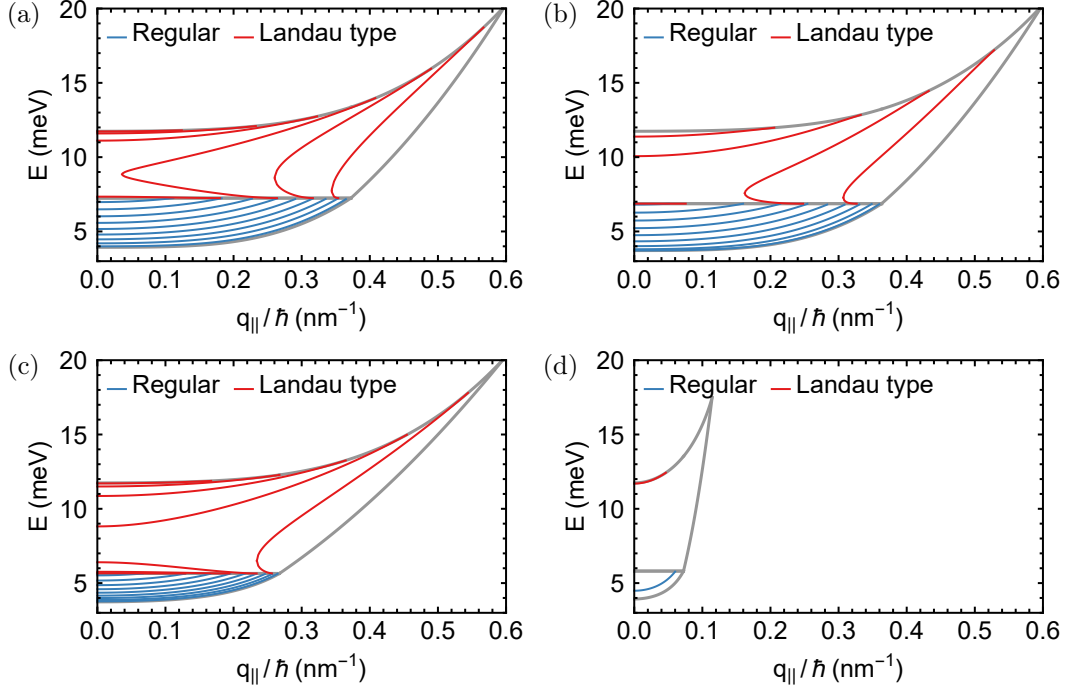 (a)
20
15
10
5
E (meV)
Regular
Landau type
0.0 0.1 0.2 0.3 0.4 0.5 0.6
q|| / ħ (nm⁻¹)
(b)
20
15
10
5
E (meV)
Regular
Landau type
0.0 0.1 0.2 0.3 0.4 0.5 0.6
q|| / ħ (nm⁻¹)
(c)
20
15
10
5
E (meV)
Regular
Landau type
0.0 0.1 0.2 0.3 0.4 0.5 0.6
q|| / ħ (nm⁻¹)
(d)
20
15
10
5
E (meV)
Regular
Landau type
0.0 0.1 0.2 0.3 0.4 0.5 0.6
q|| / ħ (nm⁻¹)